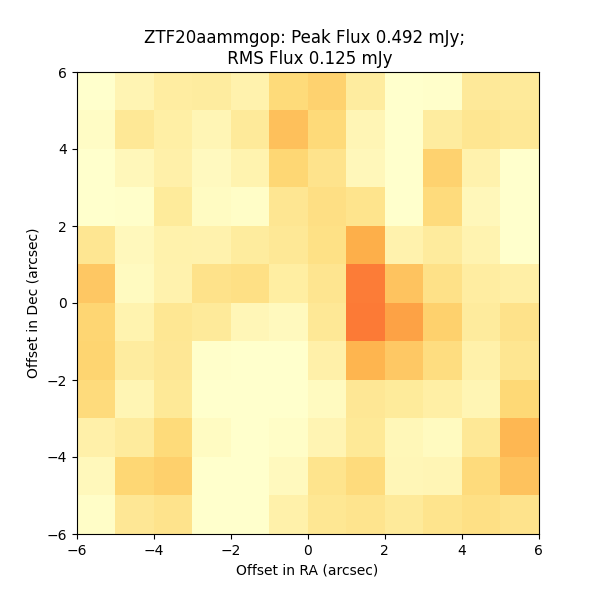 ZTF20aammgop: Peak Flux 0.492 mJy;
RMS Flux 0.125 mJy
6
4
2
0
−2
−4
−6
Offset in Dec (arcsec)
−6 −4 −2 0 2 4 6
Offset in RA (arcsec)